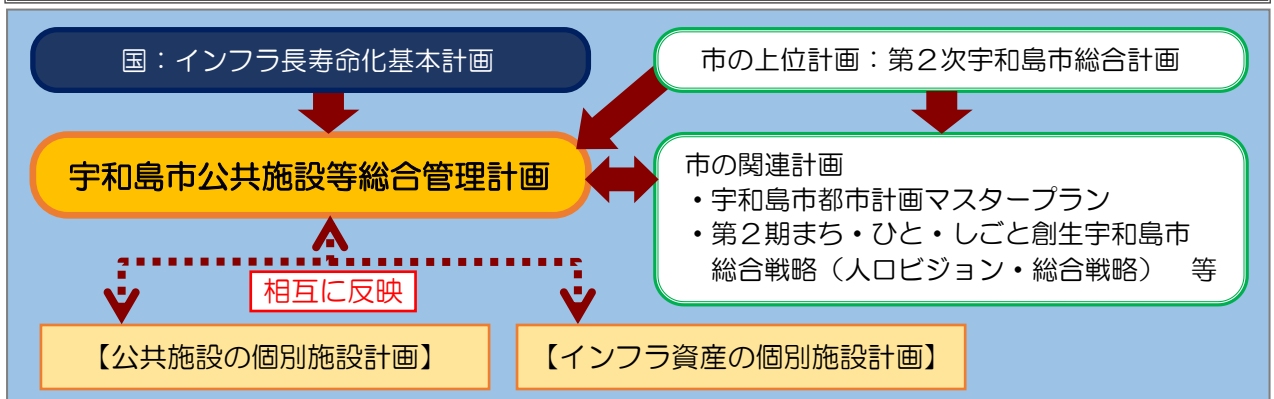 国：インフラ長寿命化基本計画
市の上位計画：第２次宇和島市総合計画
宇和島市公共施設等総合管理計画
市の関連計画
・宇和島市都市計画マスタープラン
・第２期まち・ひと・しごと創生宇和島市
総合戦略（人口ビジョン・総合戦略）　等
相互に反映
【公共施設の個別施設計画】
【インフラ資産の個別施設計画】